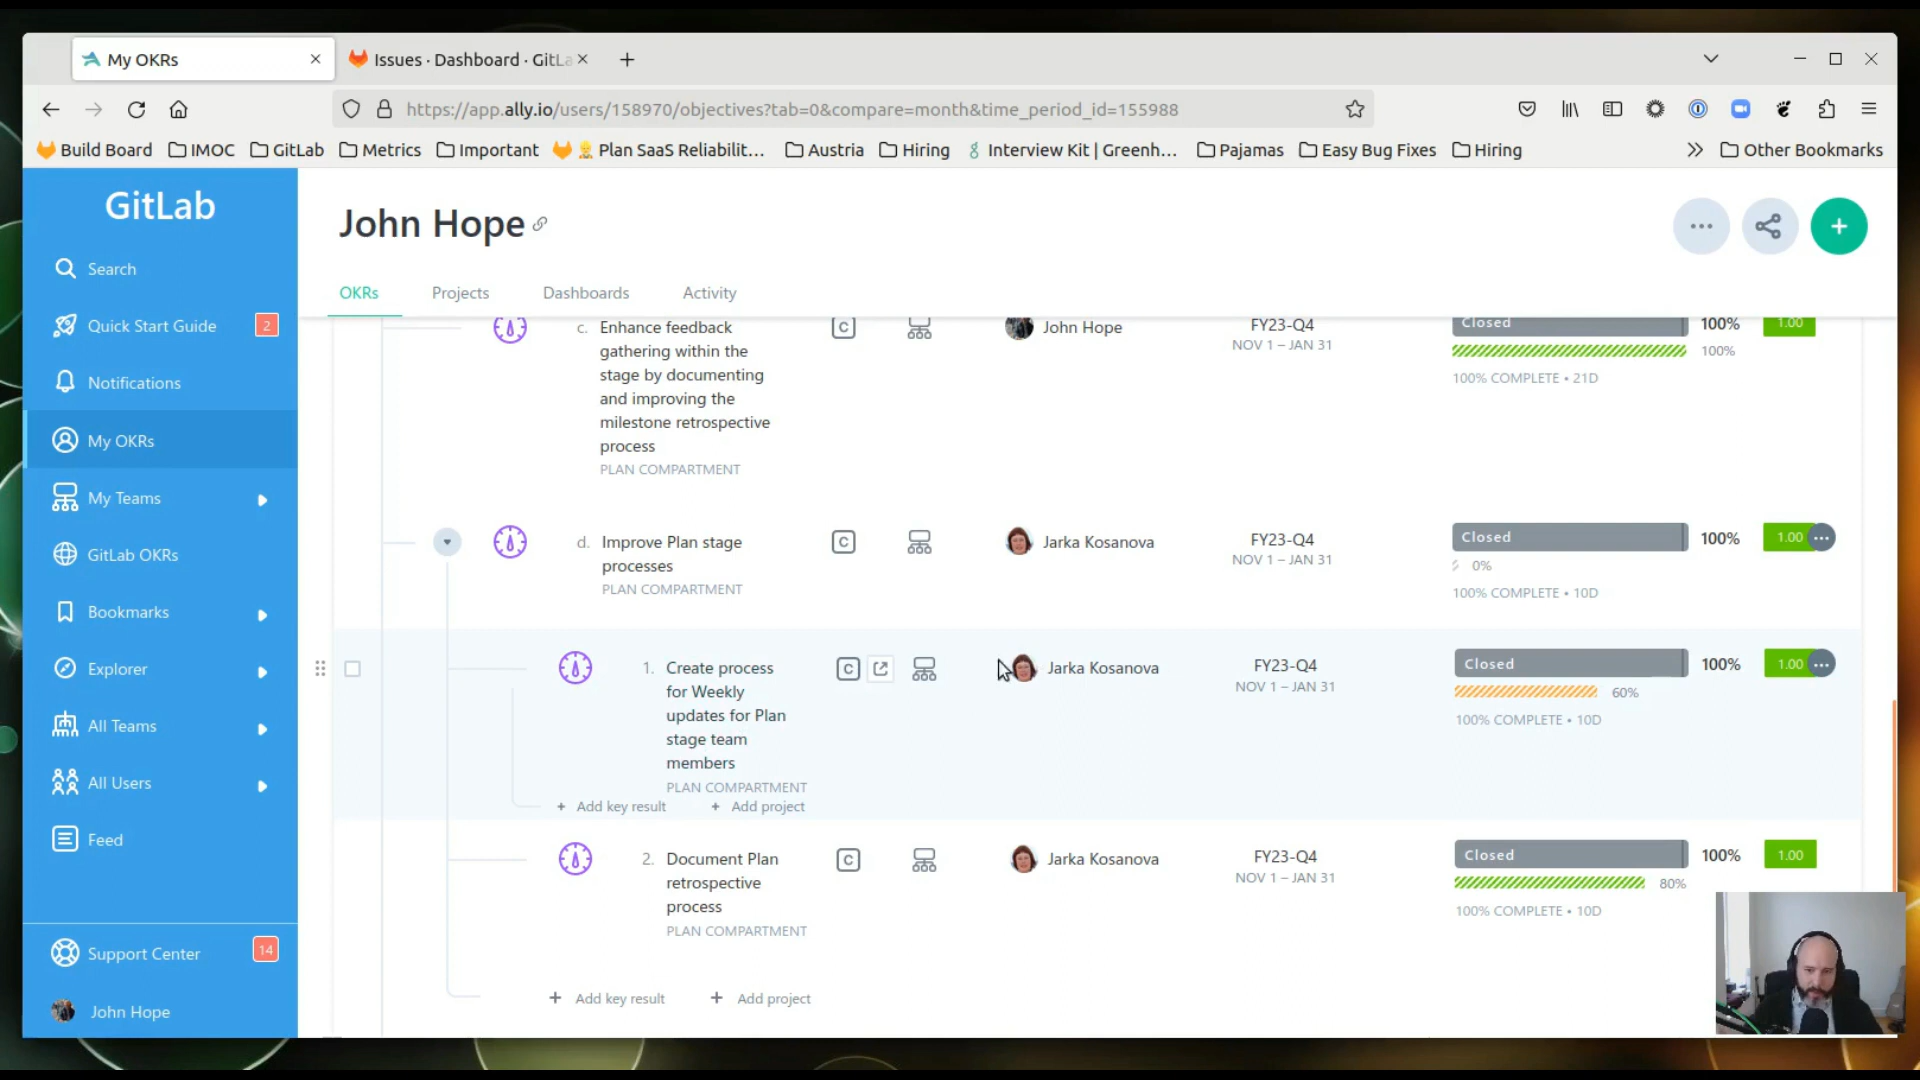 My OKRs
Issues · Dashboard · GitLa
https://app.ally.io/users/158970/objectives?tab=0&compare=month&time_period_id=155988
Build Board
IMOC
GitLab
Metrics
Important
Plan SaaS Reliabilit...
Austria
Hiring
Interview Kit | Greenh...
Pajamas
Easy Bug Fixes
Hiring
Other Bookmarks
GitLab
Search
Quick Start Guide
2
Notifications
My OKRs
My Teams
GitLab OKRs
Bookmarks
Explorer
All Teams
All Users
Feed
Support Center
14
John Hope
John Hope
OKRs
Projects
Dashboards
Activity
c. Enhance feedback
gathering within the
stage by documenting
and improving the
milestone retrospective
process
PLAN COMPARTMENT
C
John Hope
FY23-Q4
NOV 1 – JAN 31
Closed
100%
1.00
100%
100% COMPLETE • 21D
d. Improve Plan stage
processes
PLAN COMPARTMENT
C
Jarka Kosanova
FY23-Q4
NOV 1 – JAN 31
Closed
100%
1.00
0%
100% COMPLETE • 10D
1. Create process
for Weekly
updates for Plan
stage team
members
PLAN COMPARTMENT
C
Jarka Kosanova
FY23-Q4
NOV 1 – JAN 31
Closed
100%
1.00
60%
100% COMPLETE • 10D
+ Add key result
+ Add project
2. Document Plan
retrospective
process
PLAN COMPARTMENT
C
Jarka Kosanova
FY23-Q4
NOV 1 – JAN 31
Closed
100%
1.00
80%
100% COMPLETE • 10D
+ Add key result
+ Add project